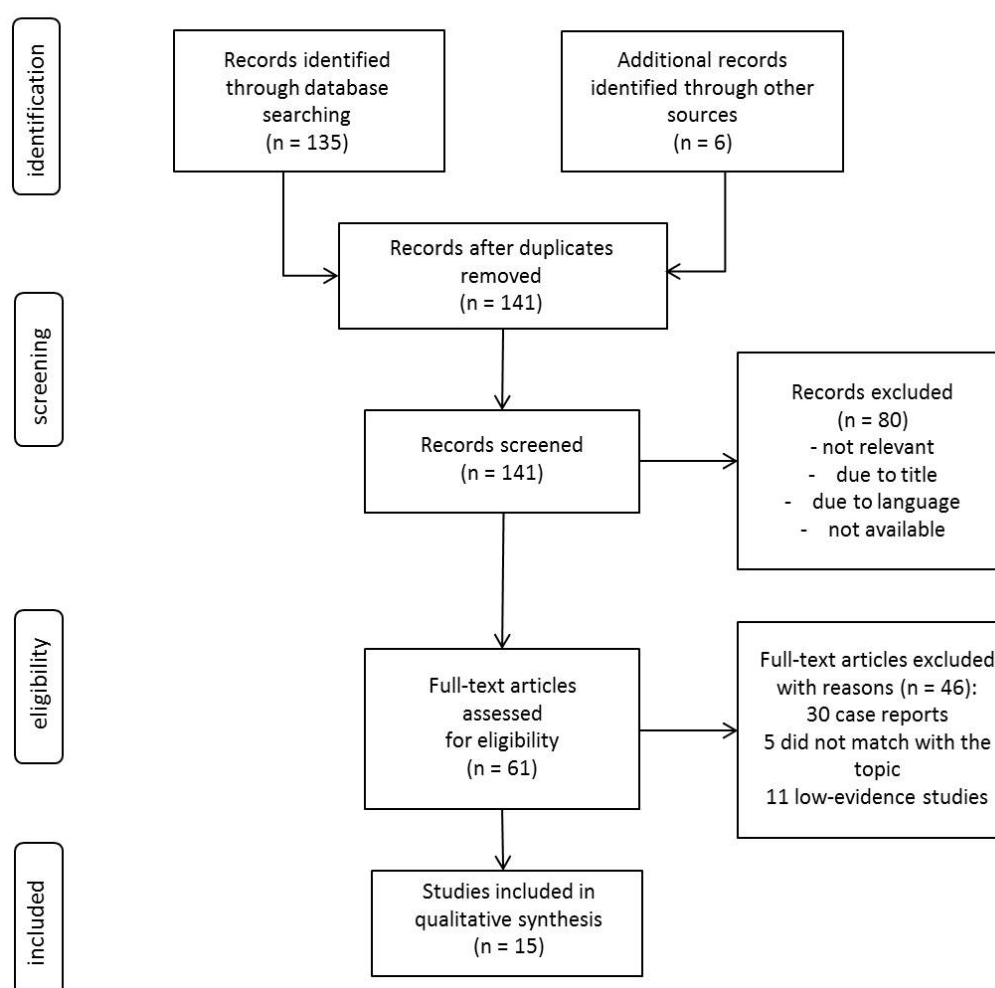 identification
Records identified
through database
searching
(n = 135)
Additional records
identified through other
sources
(n = 6)
Records after duplicates
removed
(n = 141)
screening
Records screened
(n = 141)
Records excluded
(n = 80)
- not relevant
- due to title
- due to language
- not available
eligibility
Full-text articles
assessed
for eligibility
(n = 61)
Full-text articles excluded
with reasons (n = 46):
30 case reports
5 did not match with the
topic
11 low-evidence studies
included
Studies included in
qualitative synthesis
(n = 15)